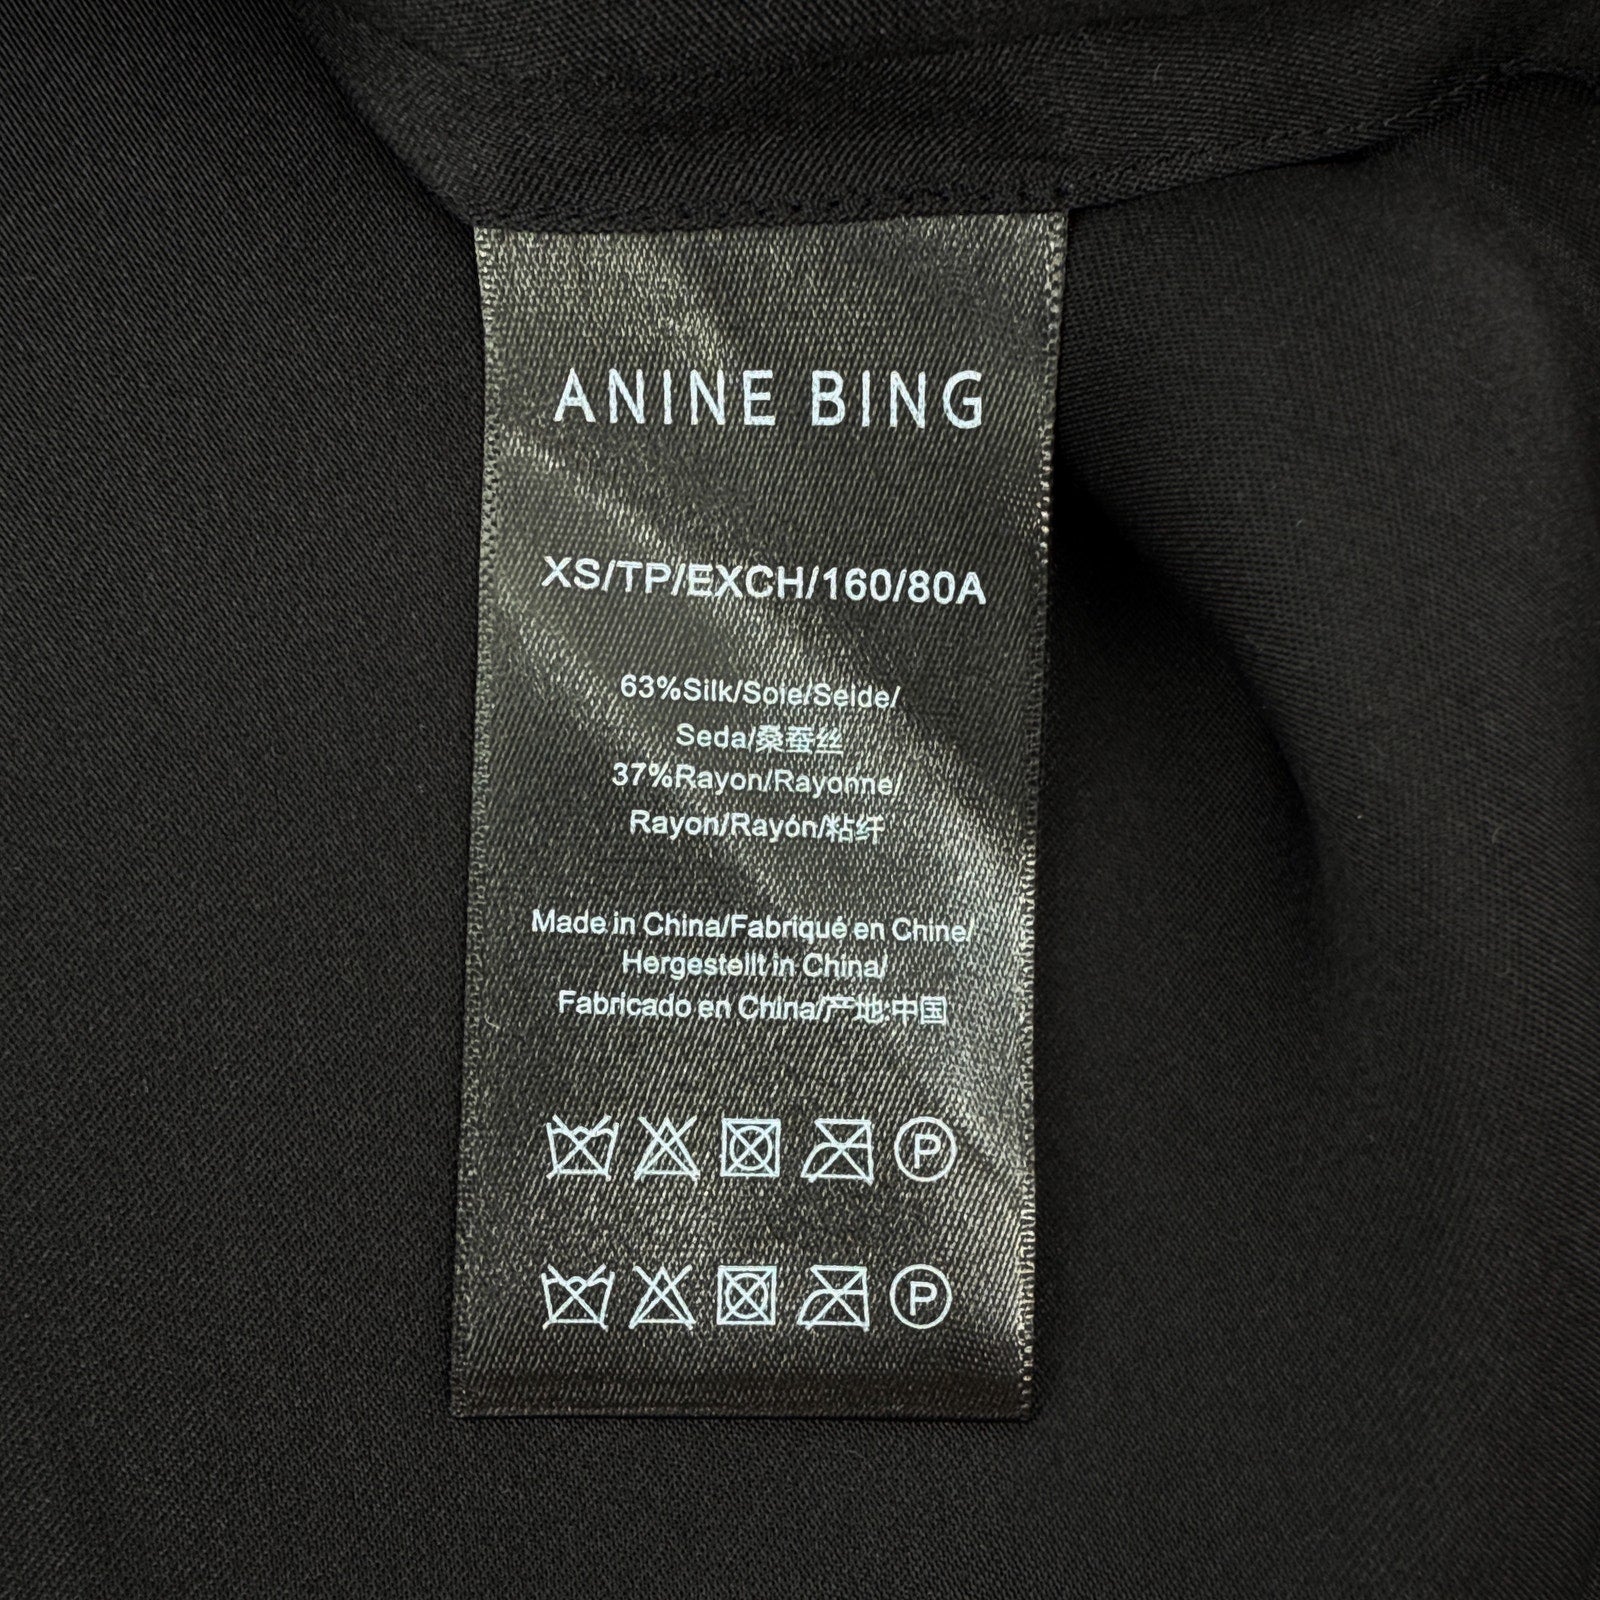 ANINE BING
XS/TP/EXCH/160/80A
63%Silk/Soie/Seide/
Seda/桑蚕丝
37%Rayon/Rayonne/
Rayon/Rayón/粘纤
Made in China/Fabriqué en Chine/
Hergestellt in China/
Fabricado en China/产地:中国
P
P